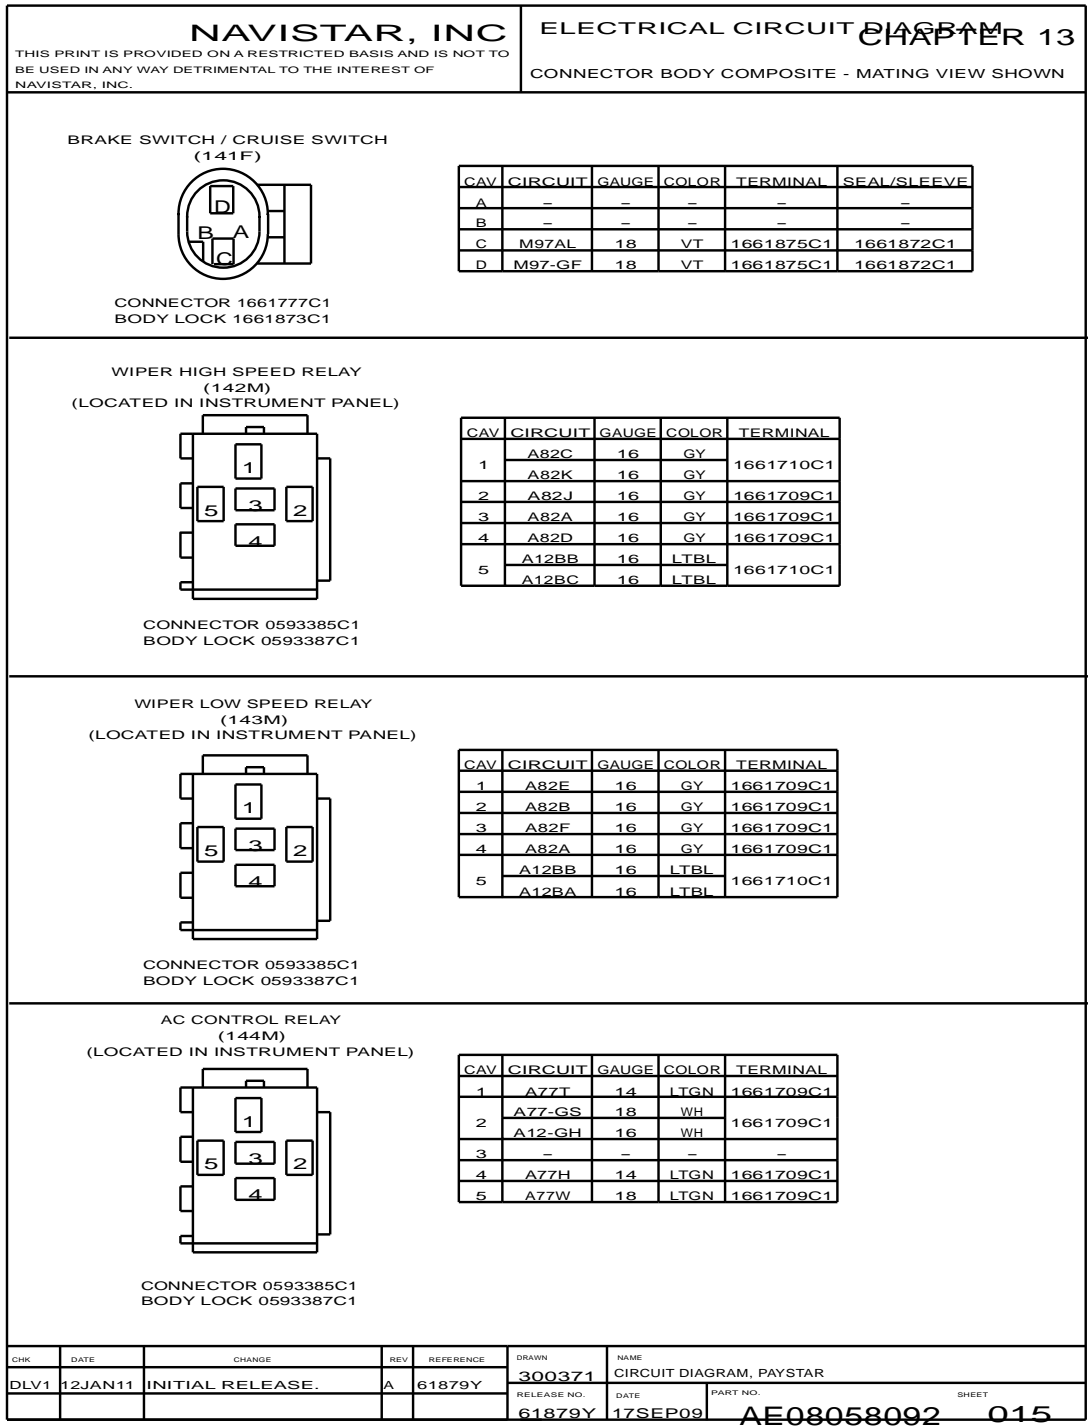 NAVISTAR, INC
THIS PRINT IS PROVIDED ON A RESTRICTED BASIS AND IS NOT TO
BE USED IN ANY WAY DETRIMENTAL TO THE INTEREST OF
NAVISTAR, INC.
ELECTRICAL CIRCUIT DIAGRAM
CHAPTER 13
CONNECTOR BODY COMPOSITE - MATING VIEW SHOWN
BRAKE SWITCH / CRUISE SWITCH
(141F)
D
B A
C
CONNECTOR 1661777C1
BODY LOCK 1661873C1
CAV CIRCUIT GAUGE COLOR TERMINAL SEAL/SLEEVE
A – – – – –
B – – – – –
C M97AL 18 VT 1661875C1 1661872C1
D M97-GF 18 VT 1661875C1 1661872C1
WIPER HIGH SPEED RELAY
(142M)
(LOCATED IN INSTRUMENT PANEL)
1
5 3 2
4
CONNECTOR 0593385C1
BODY LOCK 0593387C1
CAV CIRCUIT GAUGE COLOR TERMINAL
1 A82C 16 GY 1661710C1
A82K 16 GY
2 A82J 16 GY 1661709C1
3 A82A 16 GY 1661709C1
4 A82D 16 GY 1661709C1
5 A12BB 16 LTBL 1661710C1
A12BC 16 LTBL
WIPER LOW SPEED RELAY
(143M)
(LOCATED IN INSTRUMENT PANEL)
1
5 3 2
4
CONNECTOR 0593385C1
BODY LOCK 0593387C1
CAV CIRCUIT GAUGE COLOR TERMINAL
1 A82E 16 GY 1661709C1
2 A82B 16 GY 1661709C1
3 A82F 16 GY 1661709C1
4 A82A 16 GY 1661709C1
5 A12BB 16 LTBL 1661710C1
A12BA 16 LTBL
AC CONTROL RELAY
(144M)
(LOCATED IN INSTRUMENT PANEL)
1
5 3 2
4
CONNECTOR 0593385C1
BODY LOCK 0593387C1
CAV CIRCUIT GAUGE COLOR TERMINAL
1 A77T 14 LTGN 1661709C1
2 A77-GS 18 WH 1661709C1
A12-GH 16 WH
3 – – – –
4 A77H 14 LTGN 1661709C1
5 A77W 18 LTGN 1661709C1
CHK DATE CHANGE REV REFERENCE
DLV1 12JAN11 INITIAL RELEASE. A 61879Y
DRAWN
300371
NAME
CIRCUIT DIAGRAM, PAYSTAR
RELEASE NO.
61879Y
DATE
17SEP09
PART NO.
AE08058092
SHEET
015